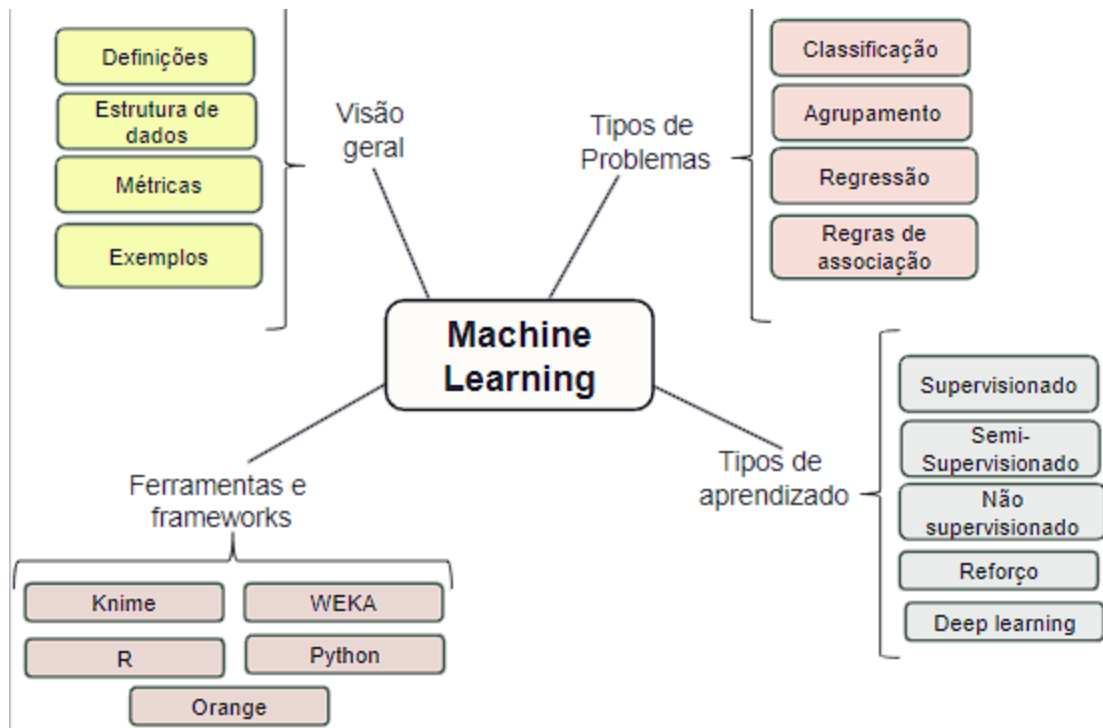 Definições
Estrutura de
dados
Métricas
Exemplos
Visão
geral
Tipos de
Problemas
Classificação
Agrupamento
Regressão
Regras de
associação
Machine
Learning
Ferramentas e
frameworks
Knime
WEKA
R
Python
Orange
Tipos de
aprendizado
Supervisionado
Semi-
Supervisionado
Não
supervisionado
Reforço
Deep learning